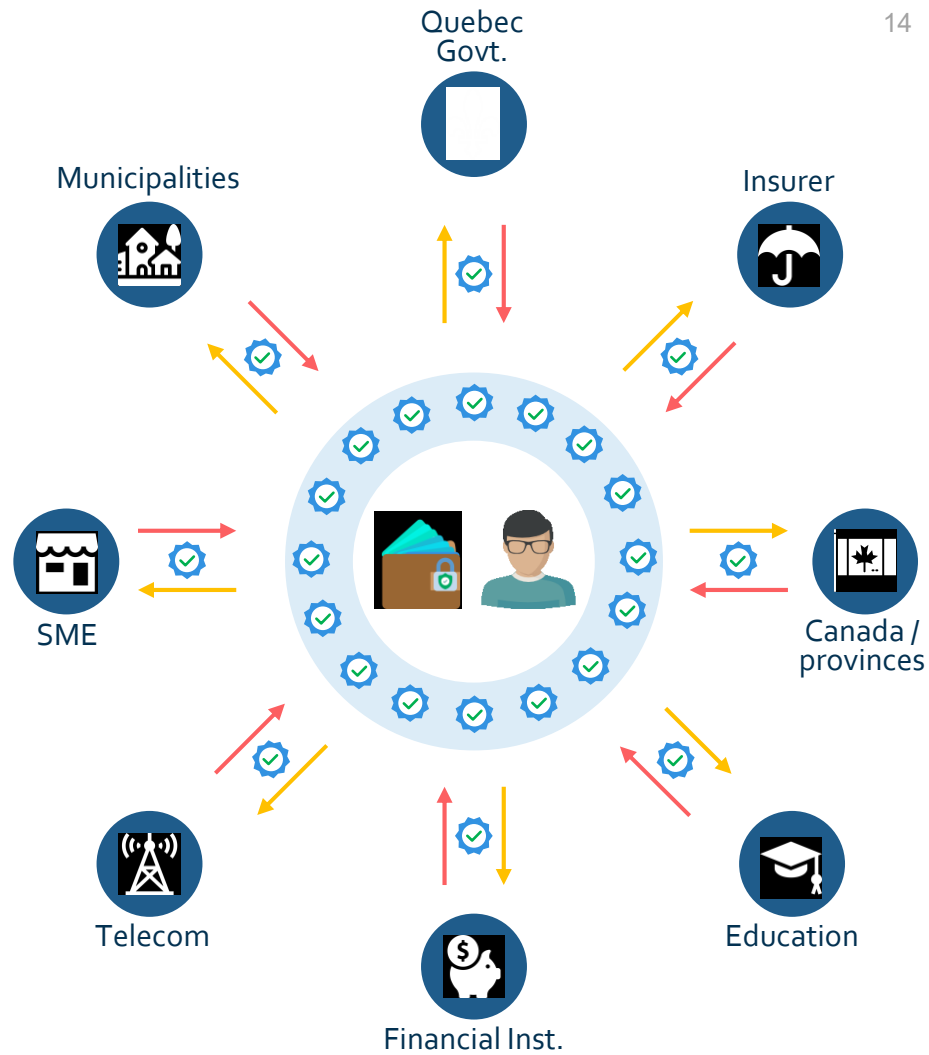 14
Quebec
Govt.
Municipalities
Insurer
SME
Canada /
provinces
Telecom
Education
$
Financial Inst.